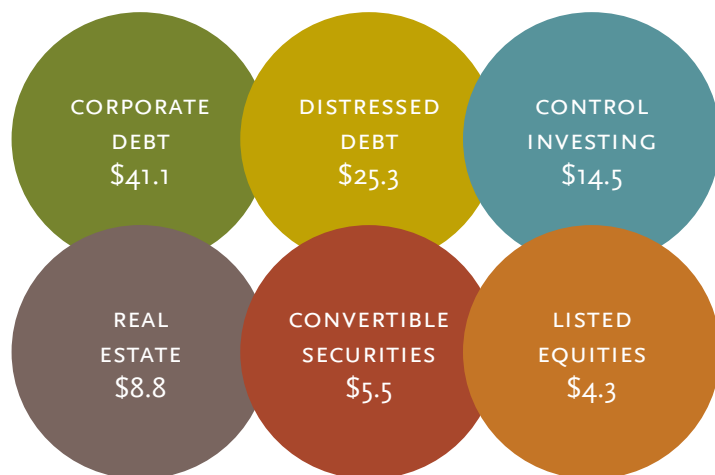 CORPORATE
DEBT
$41.1
DISTRESSED
DEBT
$25.3
CONTROL
INVESTING
$14.5
REAL
ESTATE
$8.8
CONVERTIBLE
SECURITIES
$5.5
LISTED
EQUITIES
$4.3